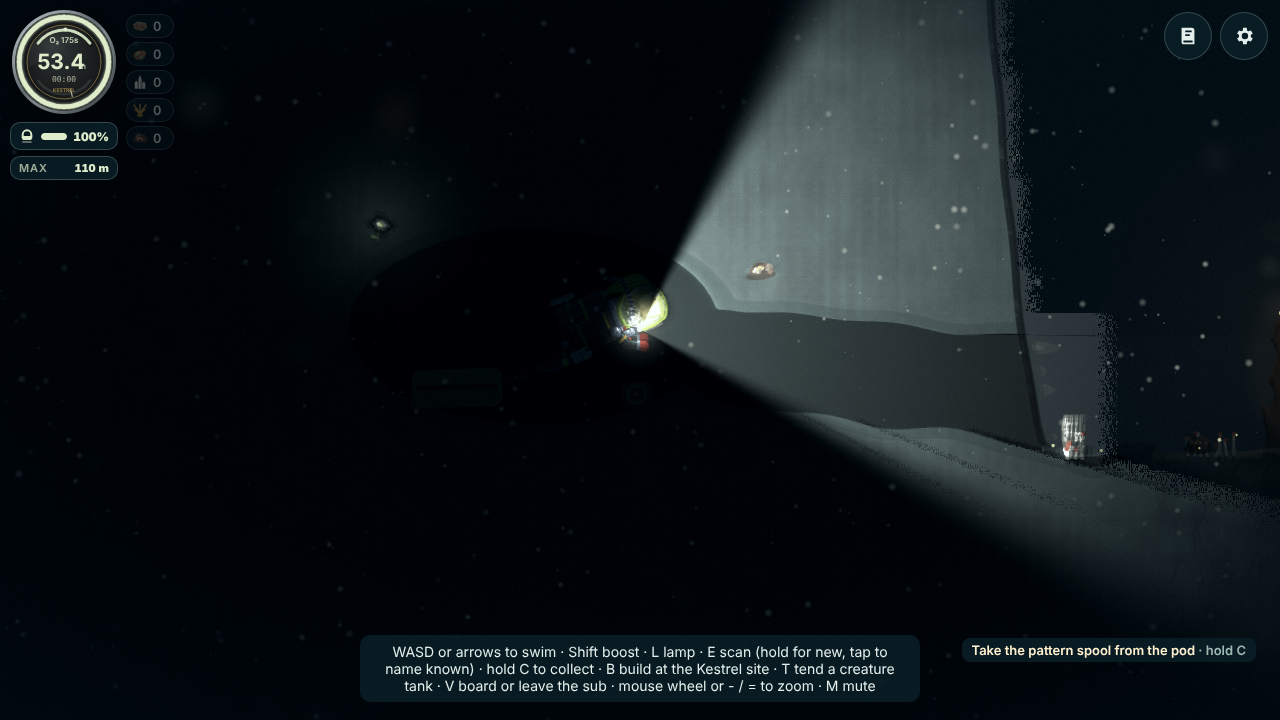 O₂ 175s
53.4
00:00
KESTREL
0
0
0
0
0
100%
MAX 110 m
WASD or arrows to swim · Shift boost · L lamp · E scan (hold for new, tap to
name known) · hold C to collect · B build at the Kestrel site · T tend a creature
tank · V board or leave the sub · mouse wheel or - / = to zoom · M mute
Take the pattern spool from the pod · hold C